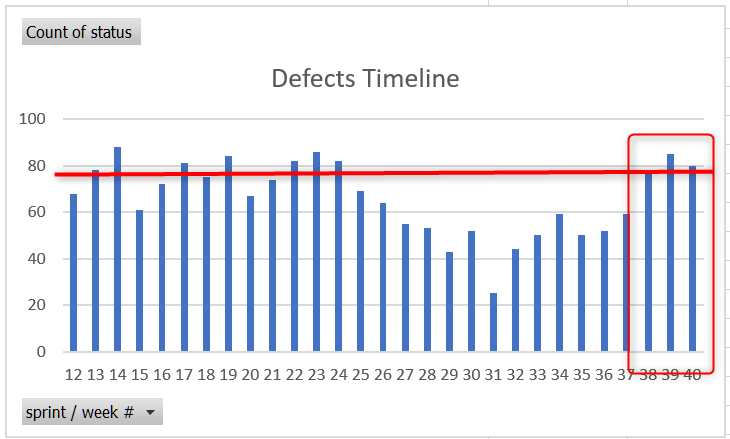 Count of status
Defects Timeline
100
80
60
40
20
0
12 13 14 15 16 17 18 19 20 21 22 23 24 25 26 27 28 29 30 31 32 33 34 35 36 37 38 39 40
sprint / week #